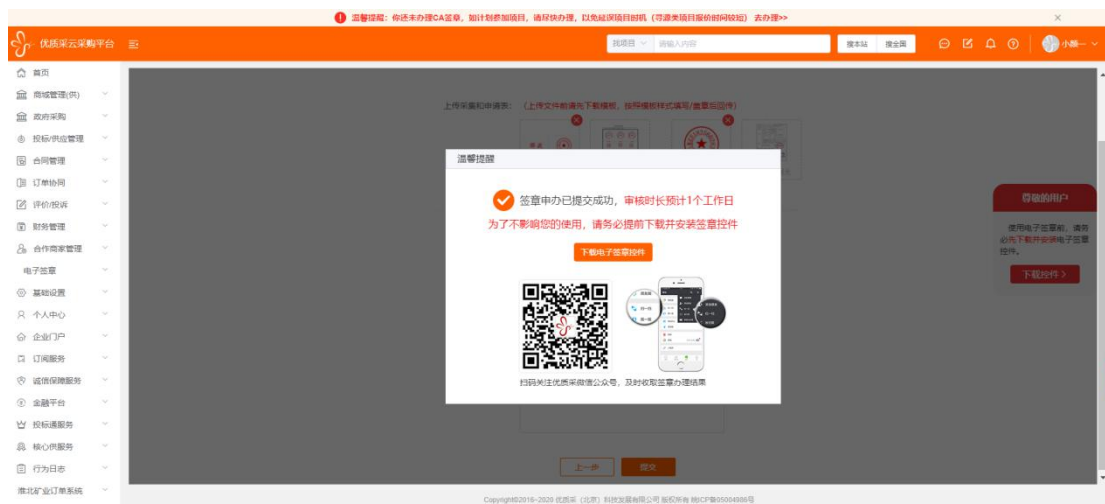 温馨提醒：你还未办理CA签章，如计划参加项目，请尽快办理，以免延误项目时机（寻源类项目报价时间较短） 去办理>>
优质采云采购平台
找项目
请输入内容
搜本站
搜全国
小颜一
首页
商城管理(供)
政府采购
投标/供应管理
合同管理
订单协同
评价/投诉
财务管理
合作商家管理
电子签章
基础设置
个人中心
企业门户
订阅服务
诚信保障服务
金融平台
投标通服务
核心供服务
行为日志
淮北矿业订单系统
上传采集和申请表：
（上传文件前请先下载模板，按照模板样式填写/盖章后回传）
温馨提醒
签章申办已提交成功，审核时长预计1个工作日
为了不影响您的使用，请务必提前下载并安装签章控件
下载电子签章控件
扫码关注优质采微信公众号，及时收取签章办理结果
尊敬的用户
使用电子签章前，请务
必先下载并安装电子签章
控件。
下载控件 >
上一步
提交
Copyright©2016-2020 优质采（北京）科技发展有限公司 版权所有